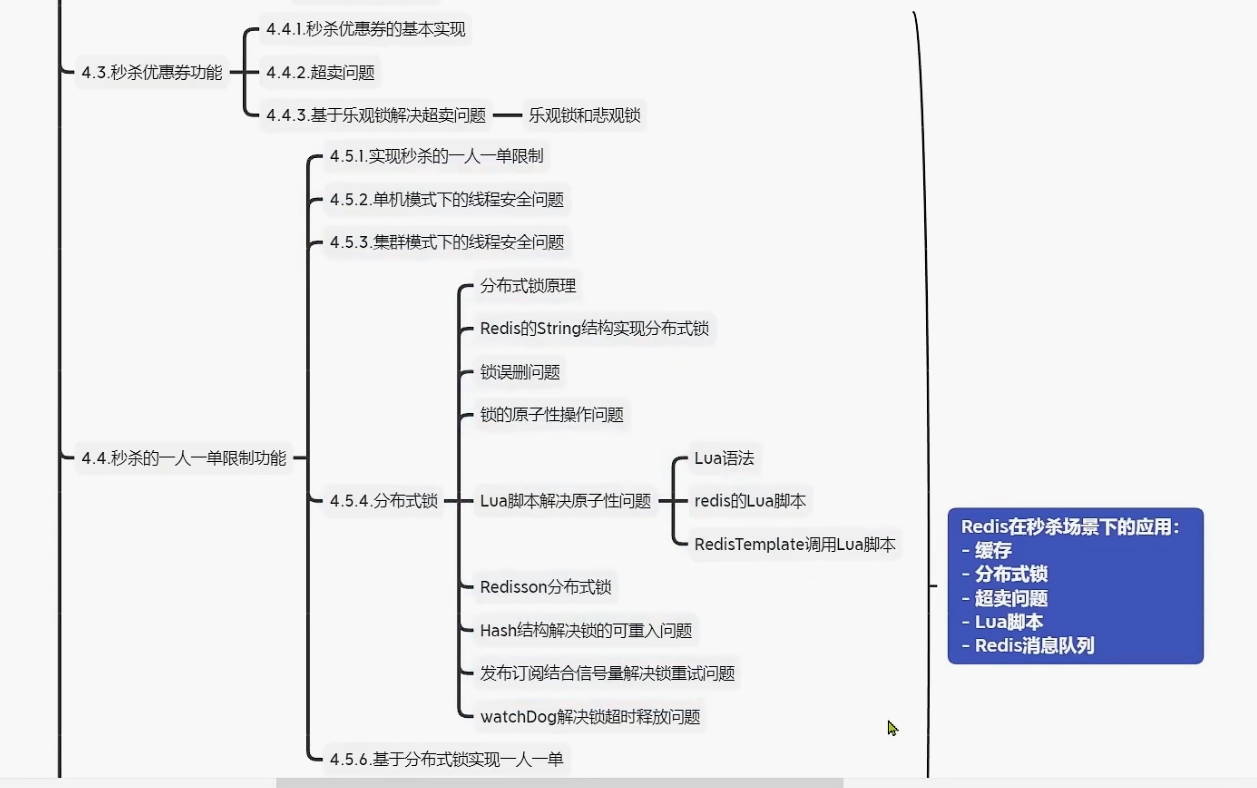 4.3.秒杀优惠券功能
4.4.1.秒杀优惠券的基本实现
4.4.2.超卖问题
4.4.3.基于乐观锁解决超卖问题
乐观锁和悲观锁
4.4.秒杀的一人一单限制功能
4.5.1.实现秒杀的一人一单限制
4.5.2.单机模式下的线程安全问题
4.5.3.集群模式下的线程安全问题
4.5.4.分布式锁
分布式锁原理
Redis的String结构实现分布式锁
锁误删问题
锁的原子性操作问题
Lua脚本解决原子性问题
Lua语法
redis的Lua脚本
RedisTemplate调用Lua脚本
Redisson分布式锁
Hash结构解决锁的可重入问题
发布订阅结合信号量解决锁重试问题
watchDog解决锁超时释放问题
4.5.6.基于分布式锁实现一人一单
Redis在秒杀场景下的应用：
- 缓存
- 分布式锁
- 超卖问题
- Lua脚本
- Redis消息队列